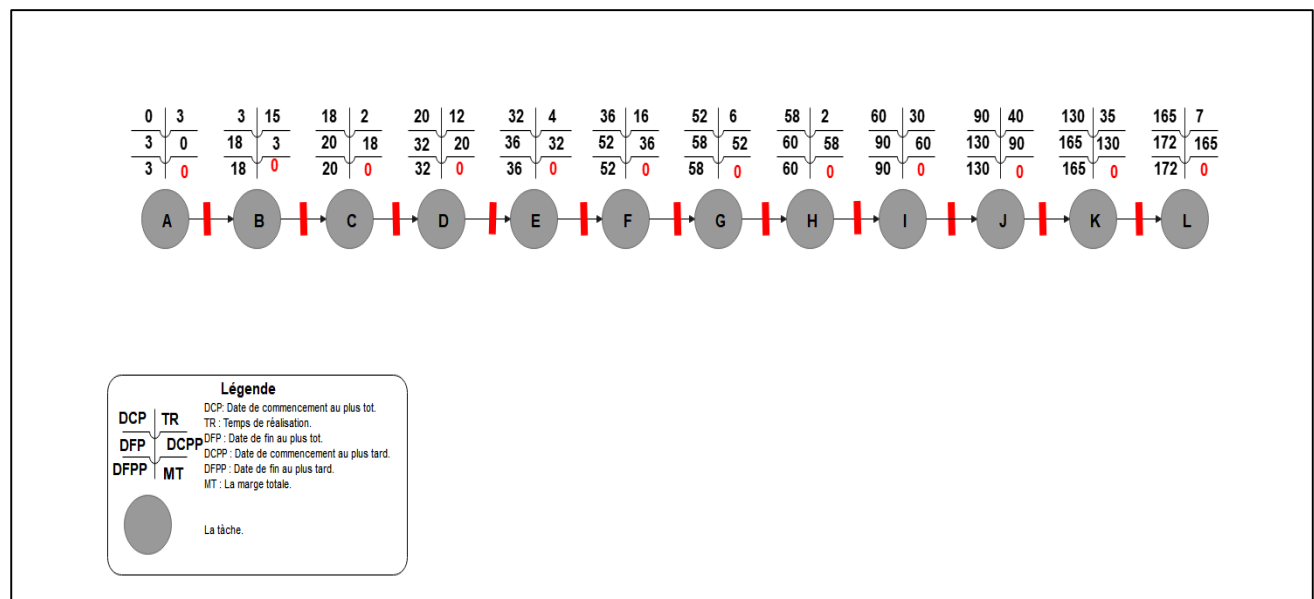 0 3 3 15 18 2 20 12 32 4 36 16 52 6 58 2 60 30 90 40 130 35 165 7
3 0 18 3 20 18 32 20 36 32 52 36 58 52 60 58 90 60 130 90 165 130 172 165
3 0 18 0 20 0 32 0 36 0 52 0 58 0 60 0 90 0 130 0 165 0 172 0
A B C D E F G H I J K L
Légende
DCP: Date de commencement au plus tot.
DCP TR
TR : Temps de réalisation.
DFP : Date de fin au plus tot.
DFP DCPP
DCPP : Date de commencement au plus tard.
DFPP : Date de fin au plus tard.
DFPP MT
MT : La marge totale.
La tàche.